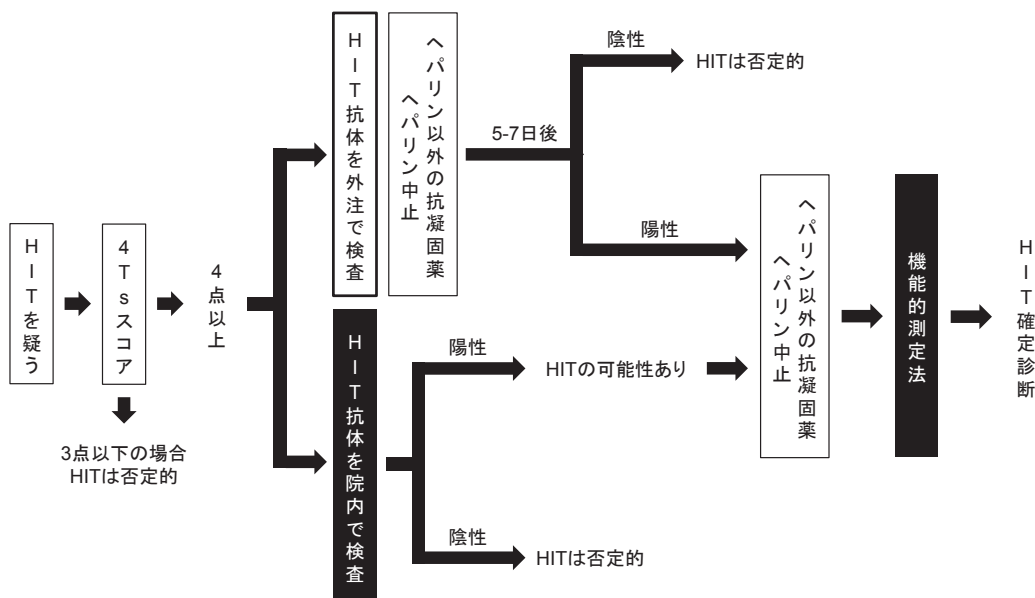 HITを疑う
4Tsスコア
3点以下の場合
HITは否定的
4点以上
HIT抗体を外注で検査
ヘパリン以外の抗凝固薬
ヘパリン中止
5-7日後
陰性
HITは否定的
陽性
HIT抗体を院内で検査
陽性
HITの可能性あり
陰性
HITは否定的
ヘパリン以外の抗凝固薬
ヘパリン中止
機能的測定法
HIT確定診断